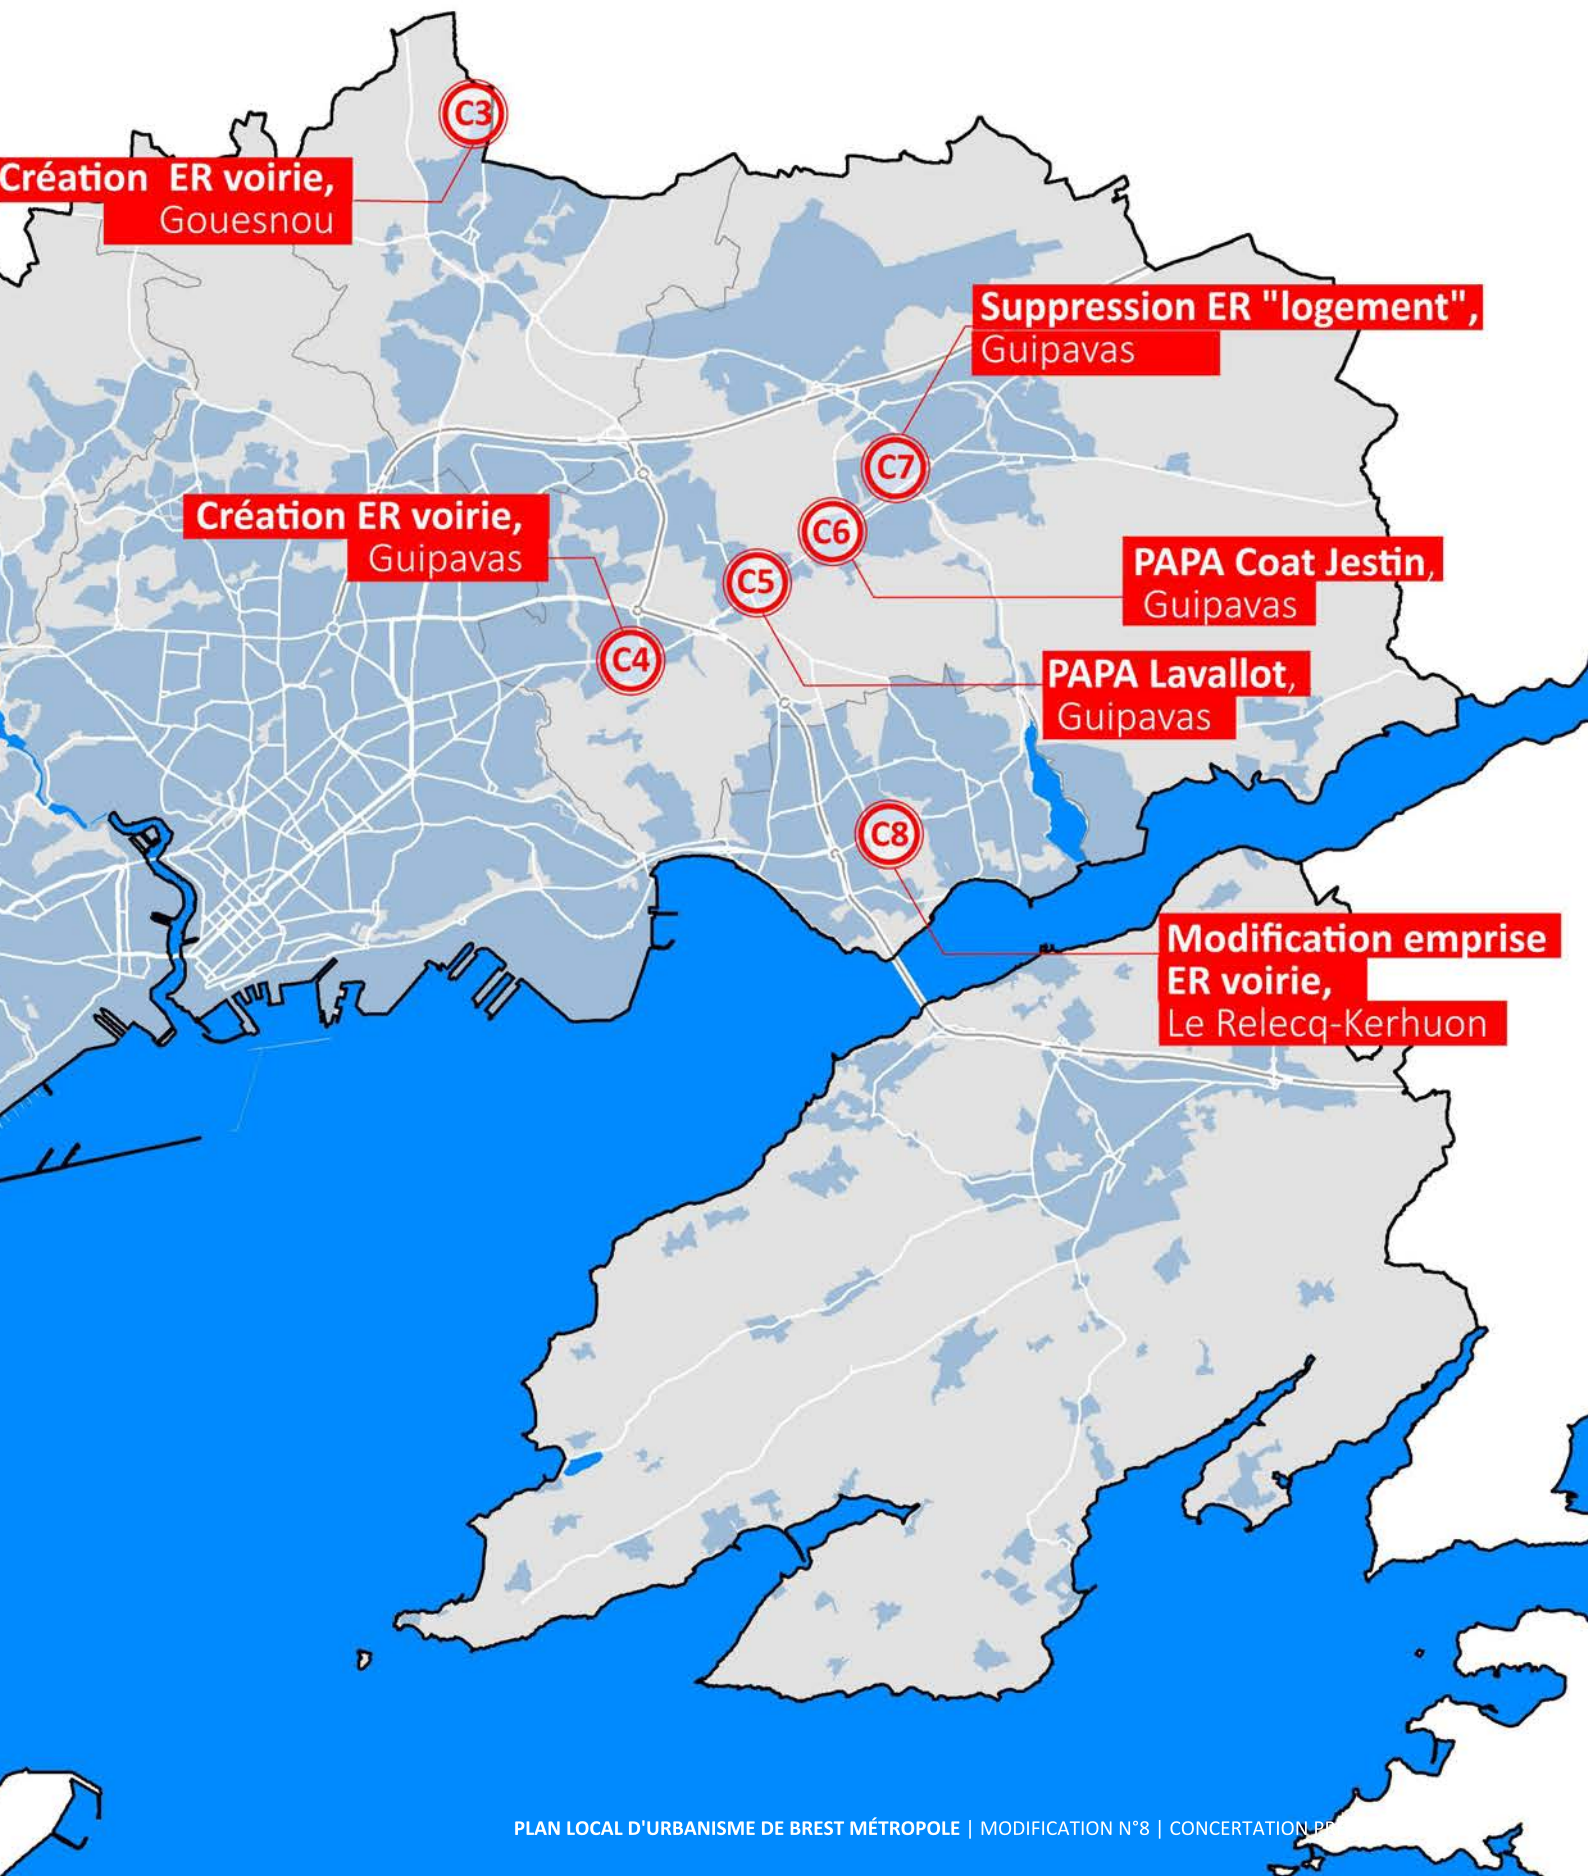 C3
Création ER voirie,
Gouesnou
Suppression ER "logement",
Guipavas
C7
Création ER voirie,
Guipavas
C6
PAPA Coat Jestin,
Guipavas
C5
C4
PAPA Lavallot,
Guipavas
C8
Modification emprise
ER voirie,
Le Relecq-Kerhuon
PLAN LOCAL D'URBANISME DE BREST MÉTROPOLE | MODIFICATION N°8 | CONCERTATION